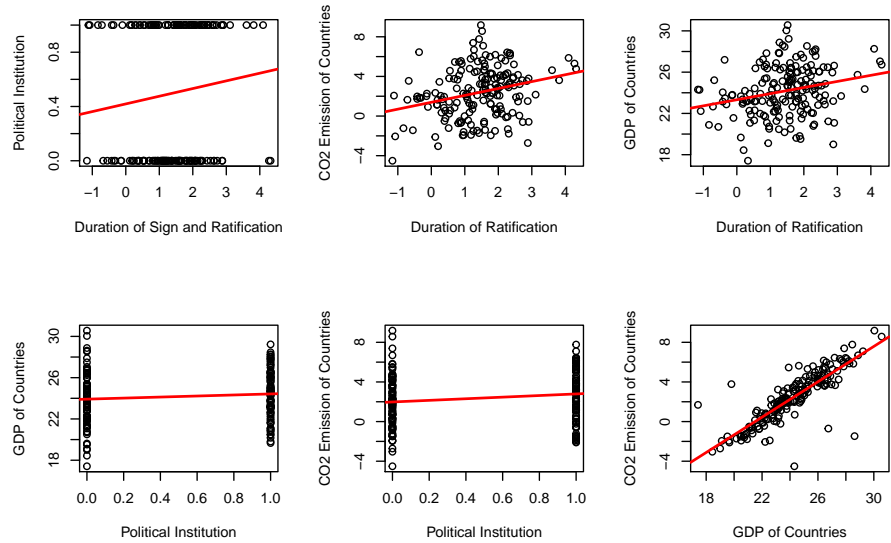 Political Institution
0.0 0.4 0.8
−1 0 1 2 3 4
Duration of Sign and Ratification
CO2 Emission of Countries
−4 0 4 8
−1 0 1 2 3 4
Duration of Ratification
GDP of Countries
18 22 26 30
−1 0 1 2 3 4
Duration of Ratification
GDP of Countries
18 22 26 30
0.0 0.2 0.4 0.6 0.8 1.0
Political Institution
CO2 Emission of Countries
−4 0 4 8
0.0 0.2 0.4 0.6 0.8 1.0
Political Institution
CO2 Emission of Countries
−4 0 4 8
18 22 26 30
GDP of Countries